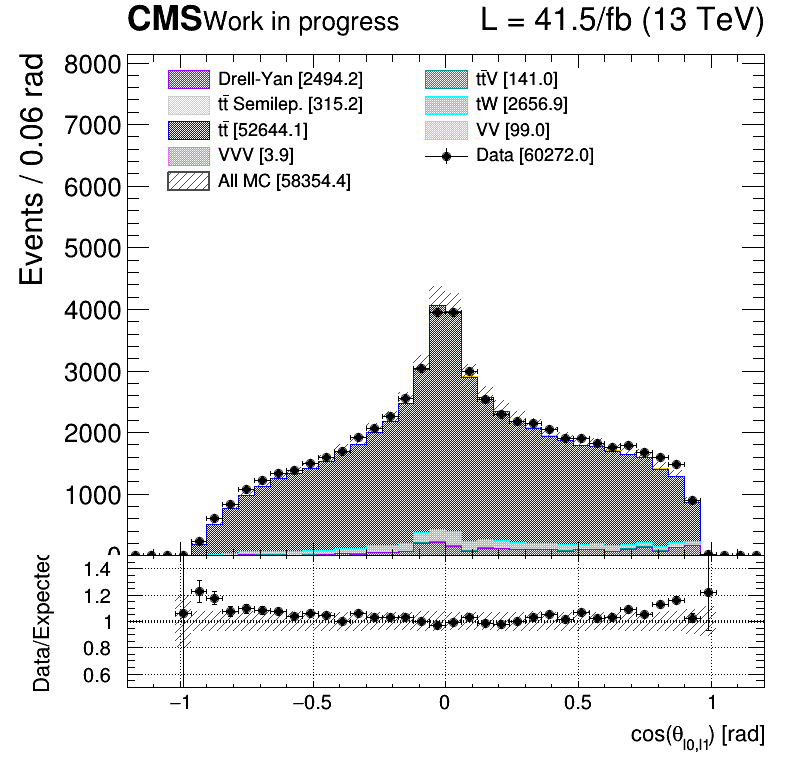 CMS Work in progress L = 41.5/fb (13 TeV)
Events / 0.06 rad
8000
7000
6000
5000
4000
3000
2000
1000
0
Drell-Yan [2494.2]
tt̄ Semilep. [315.2]
tt̄ [52644.1]
VVV [3.9]
All MC [58354.4]
tt̄V [141.0]
tW [2656.9]
VV [99.0]
Data [60272.0]
Data/Expected
1.4
1.2
1
0.8
0.6
−1 −0.5 0 0.5 1
cos(θl0,l1) [rad]